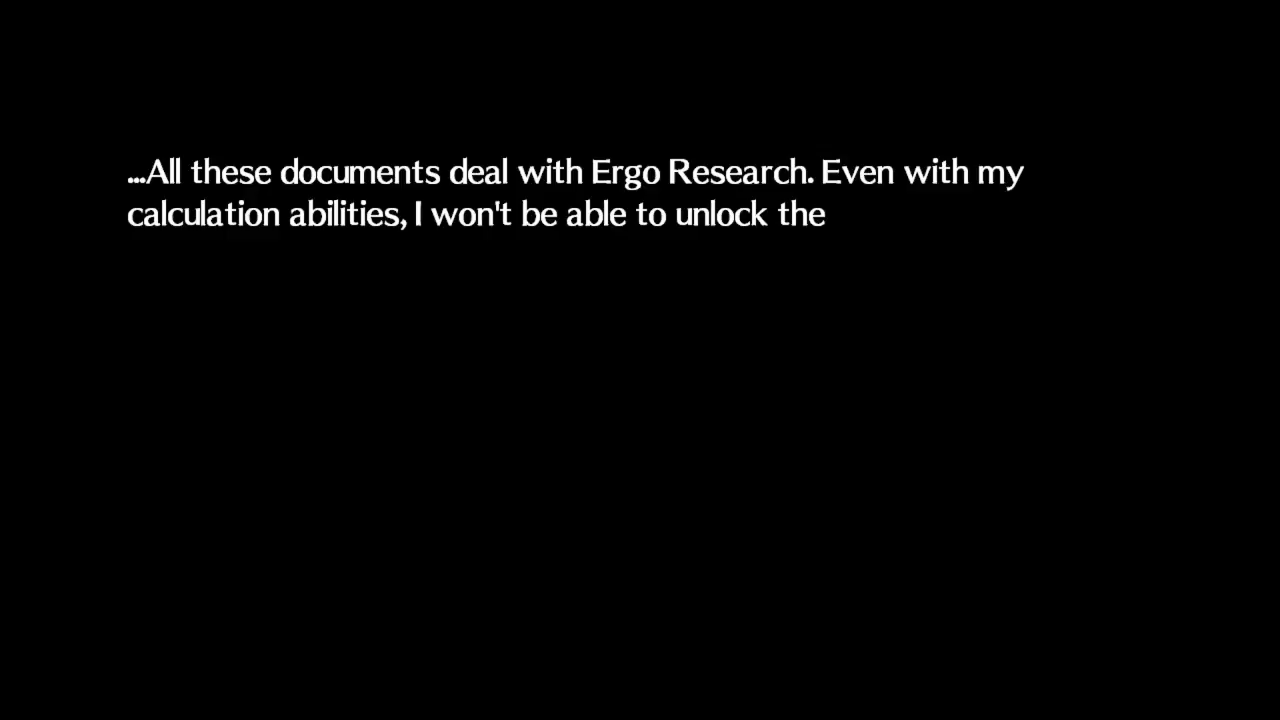 ...All these documents deal with Ergo Research. Even with my
calculation abilities, I won't be able to unlock the